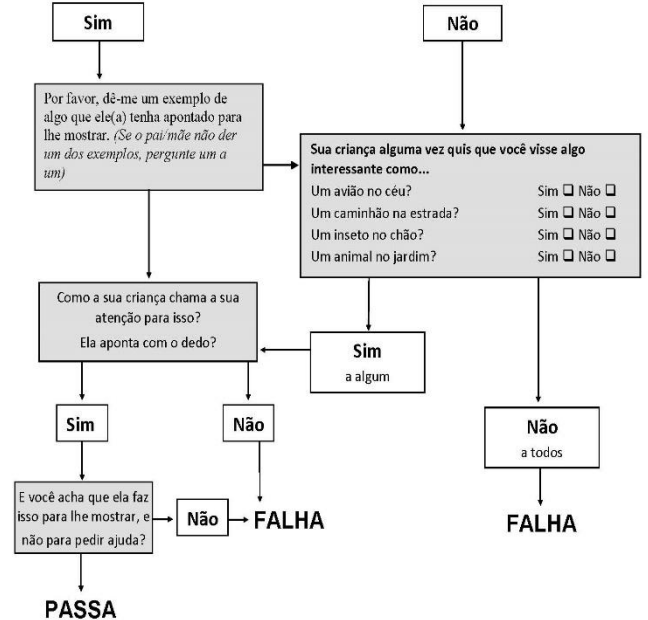 Sim
Não
Por favor, dê-me um exemplo de
algo que ele(a) tenha apontado para
lhe mostrar. (Se o pai/mãe não der
um dos exemplos, pergunte um a
um)
Sua criança alguma vez quis que você visse algo
interessante como...
Um avião no céu? Sim ❑ Não ❑
Um caminhão na estrada? Sim ❑ Não ❑
Um inseto no chão? Sim ❑ Não ❑
Um animal no jardim? Sim ❑ Não ❑
Como a sua criança chama a sua
atenção para isso?
Ela aponta com o dedo?
Sim
a algum
Sim
Não
Não
a todos
E você acha que ela faz
isso para lhe mostrar, e
não para pedir ajuda?
Não
FALHA
FALHA
PASSA